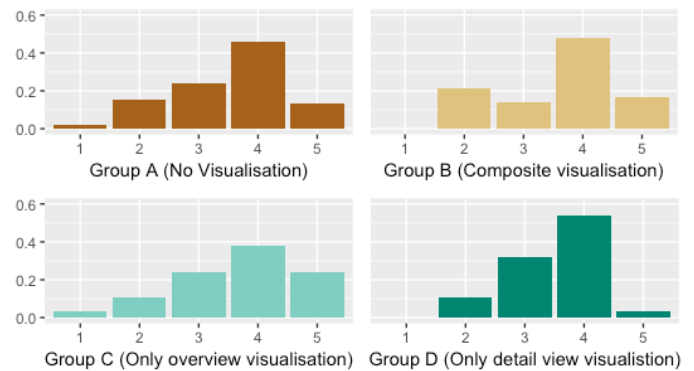 0.6
0.4
0.2
0.0
1 2 3 4 5 1 2 3 4 5
Group A (No Visualisation) Group B (Composite visualisation)
0.6
0.4
0.2
0.0
1 2 3 4 5 1 2 3 4 5
Group C (Only overview visualisation) Group D (Only detail view visualistion)